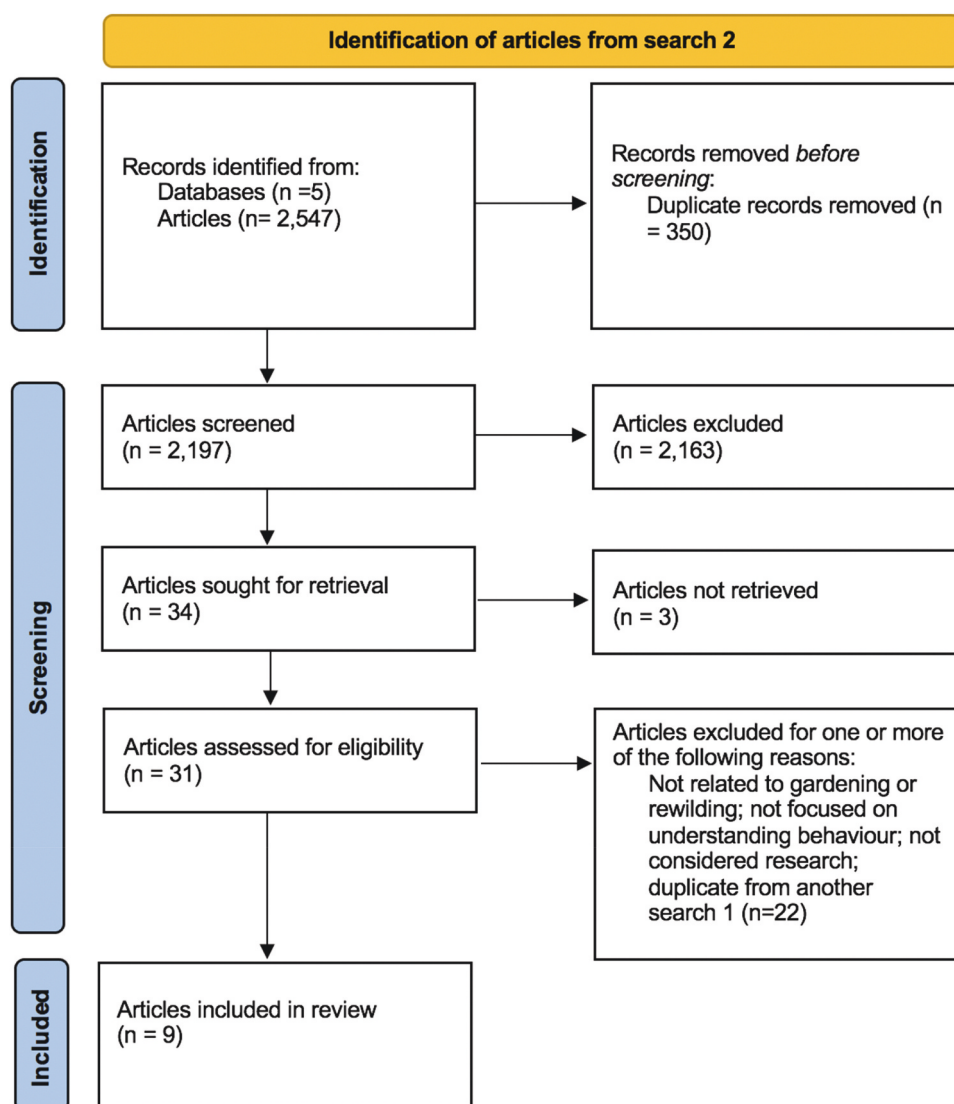 Identification of articles from search 2
Identification
Records identified from:
Databases (n =5)
Articles (n= 2,547)
Records removed before
screening:
Duplicate records removed (n
= 350)
Screening
Articles screened
(n = 2,197)
Articles excluded
(n = 2,163)
Articles sought for retrieval
(n = 34)
Articles not retrieved
(n = 3)
Articles assessed for eligibility
(n = 31)
Articles excluded for one or more
of the following reasons:
Not related to gardening or
rewilding; not focused on
understanding behaviour; not
considered research;
duplicate from another
search 1 (n=22)
Included
Articles included in review
(n = 9)